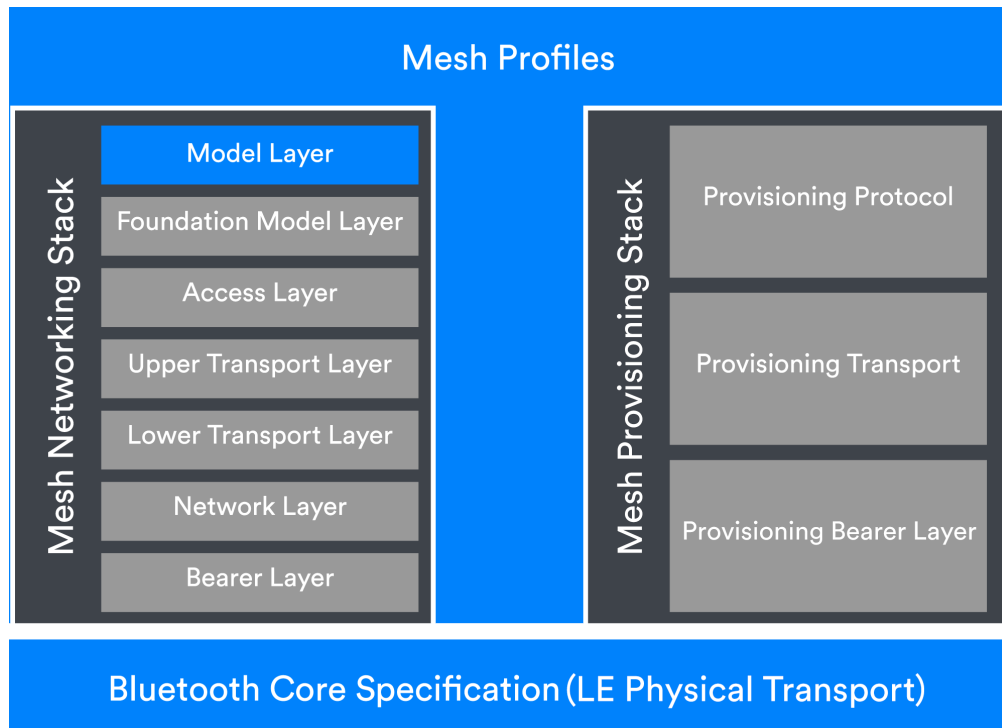 Mesh Profiles
Mesh Networking Stack
Model Layer
Foundation Model Layer
Access Layer
Upper Transport Layer
Lower Transport Layer
Network Layer
Bearer Layer
Mesh Provisioning Stack
Provisioning Protocol
Provisioning Transport
Provisioning Bearer Layer
Bluetooth Core Specification (LE Physical Transport)